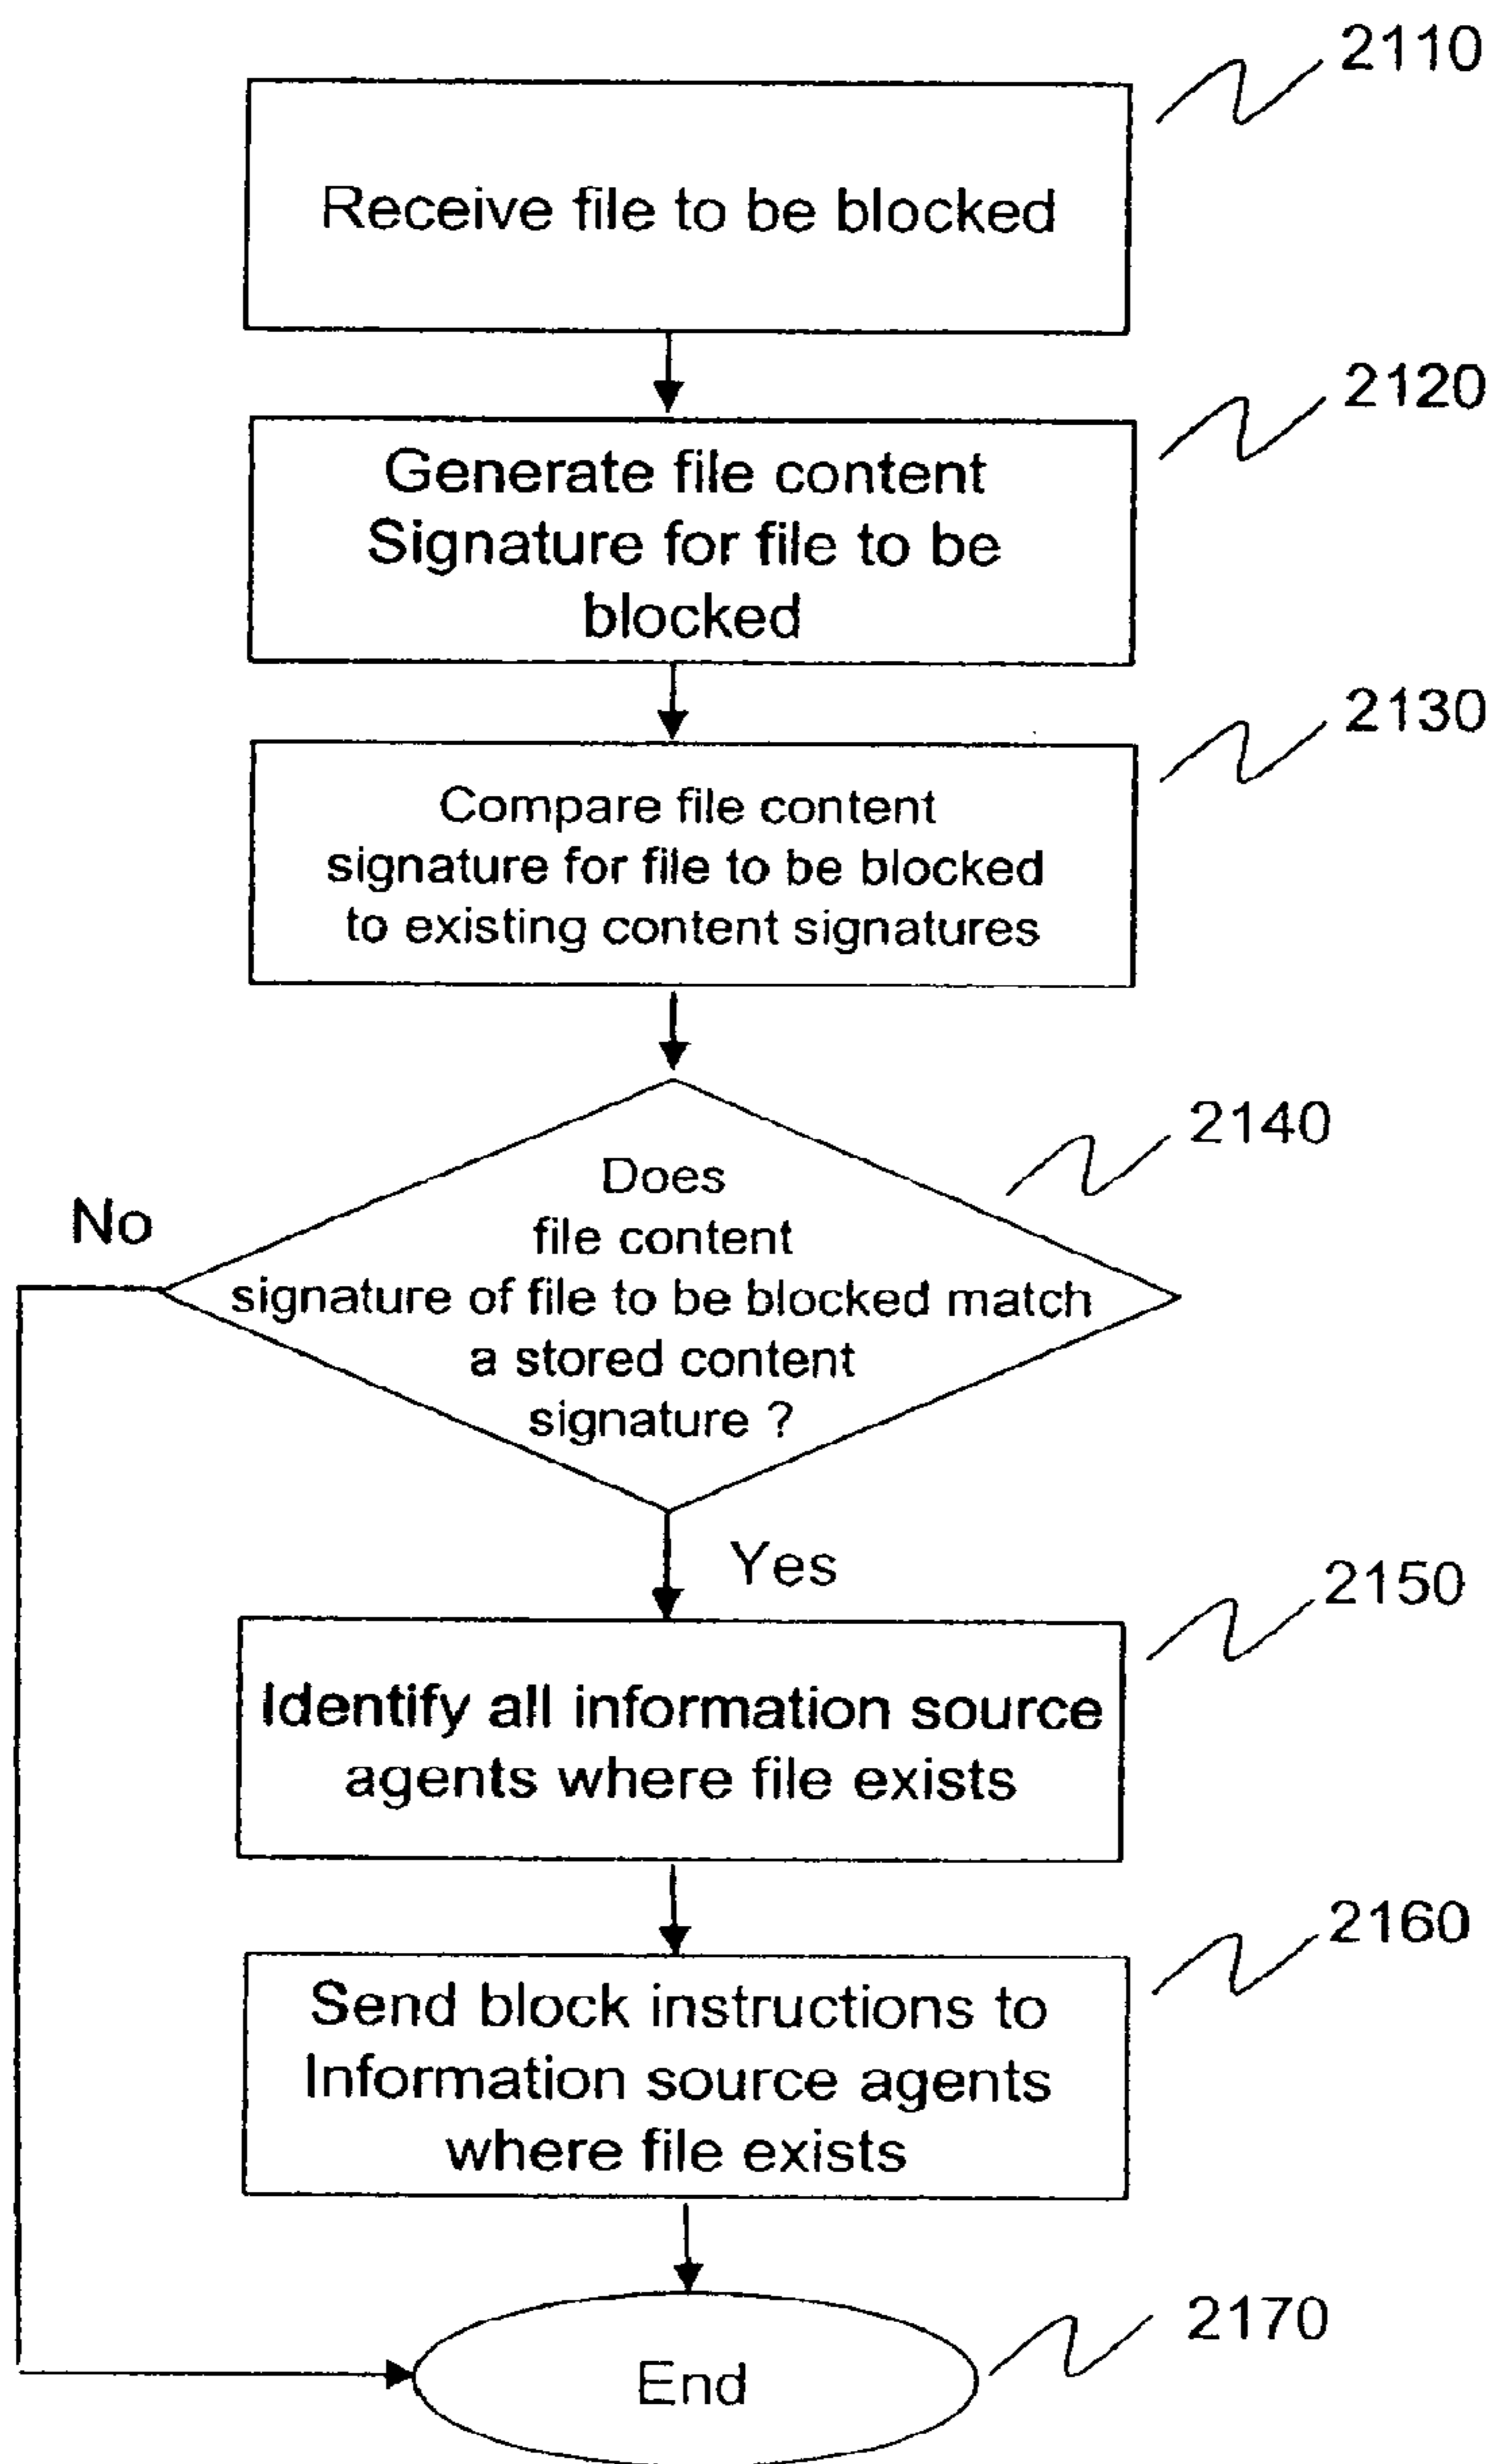 2110
Receive file to be blocked
2120
Generate file content
Signature for file to be
blocked
2130
Compare file content
signature for file to be blocked
to existing content signatures
2140
No
Does
file content
signature of file to be blocked match
a stored content
signature ?
Yes
2150
Identify all information source
agents where file exists
2160
Send block instructions to
Information source agents
where file exists
2170
End